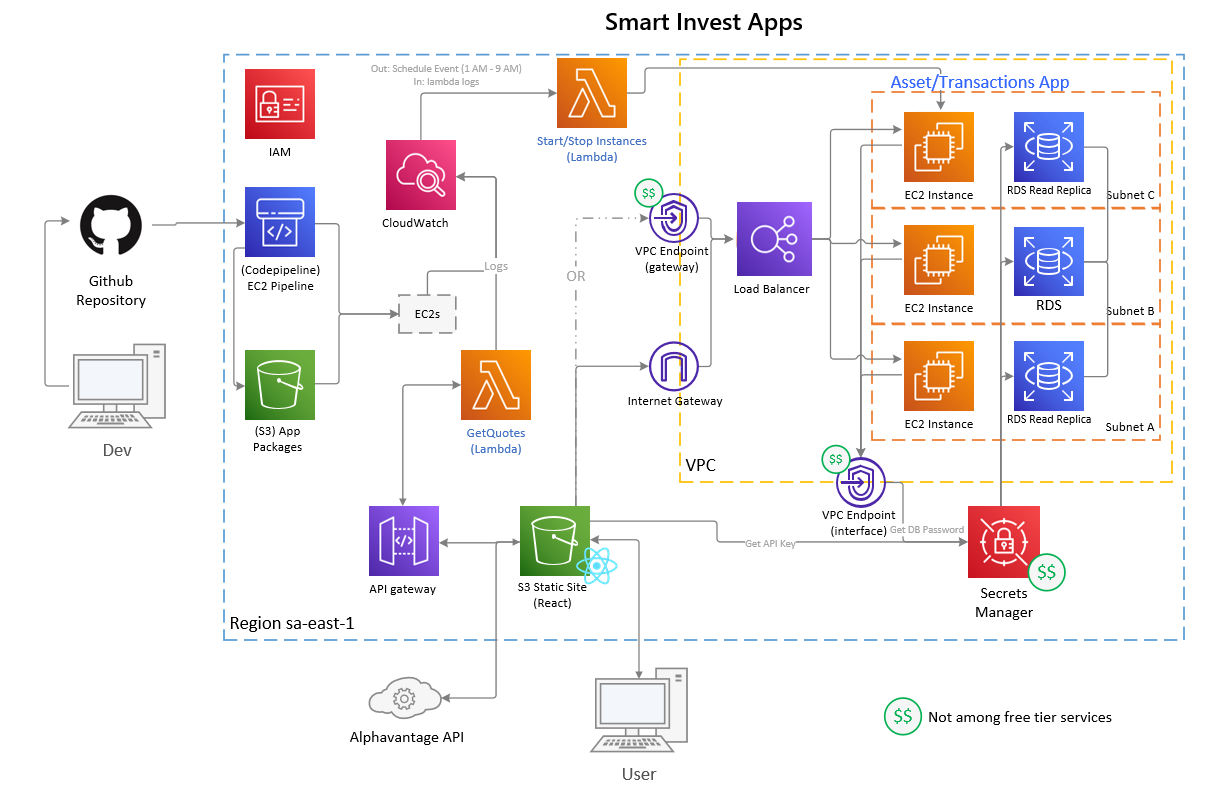 Smart Invest Apps
Out: Schedule Event (1 AM - 9 AM)
In: lambda logs
IAM
CloudWatch
Start/Stop Instances
(Lambda)
Asset/Transactions App
EC2 Instance
RDS Read Replica
Subnet C
$$
VPC Endpoint
(gateway)
Load Balancer
EC2 Instance
RDS
Subnet B
Github
Repository
(Codepipeline)
EC2 Pipeline
Logs
OR
EC2s
Internet Gateway
EC2 Instance
RDS Read Replica
Subnet A
Dev
(S3) App
Packages
GetQuotes
(Lambda)
VPC
$$
VPC Endpoint
(interface)
Get DB Password
Get API Key
API gateway
S3 Static Site
(React)
$$
Secrets
Manager
Region sa-east-1
Alphavantage API
User
$$
Not among free tier services